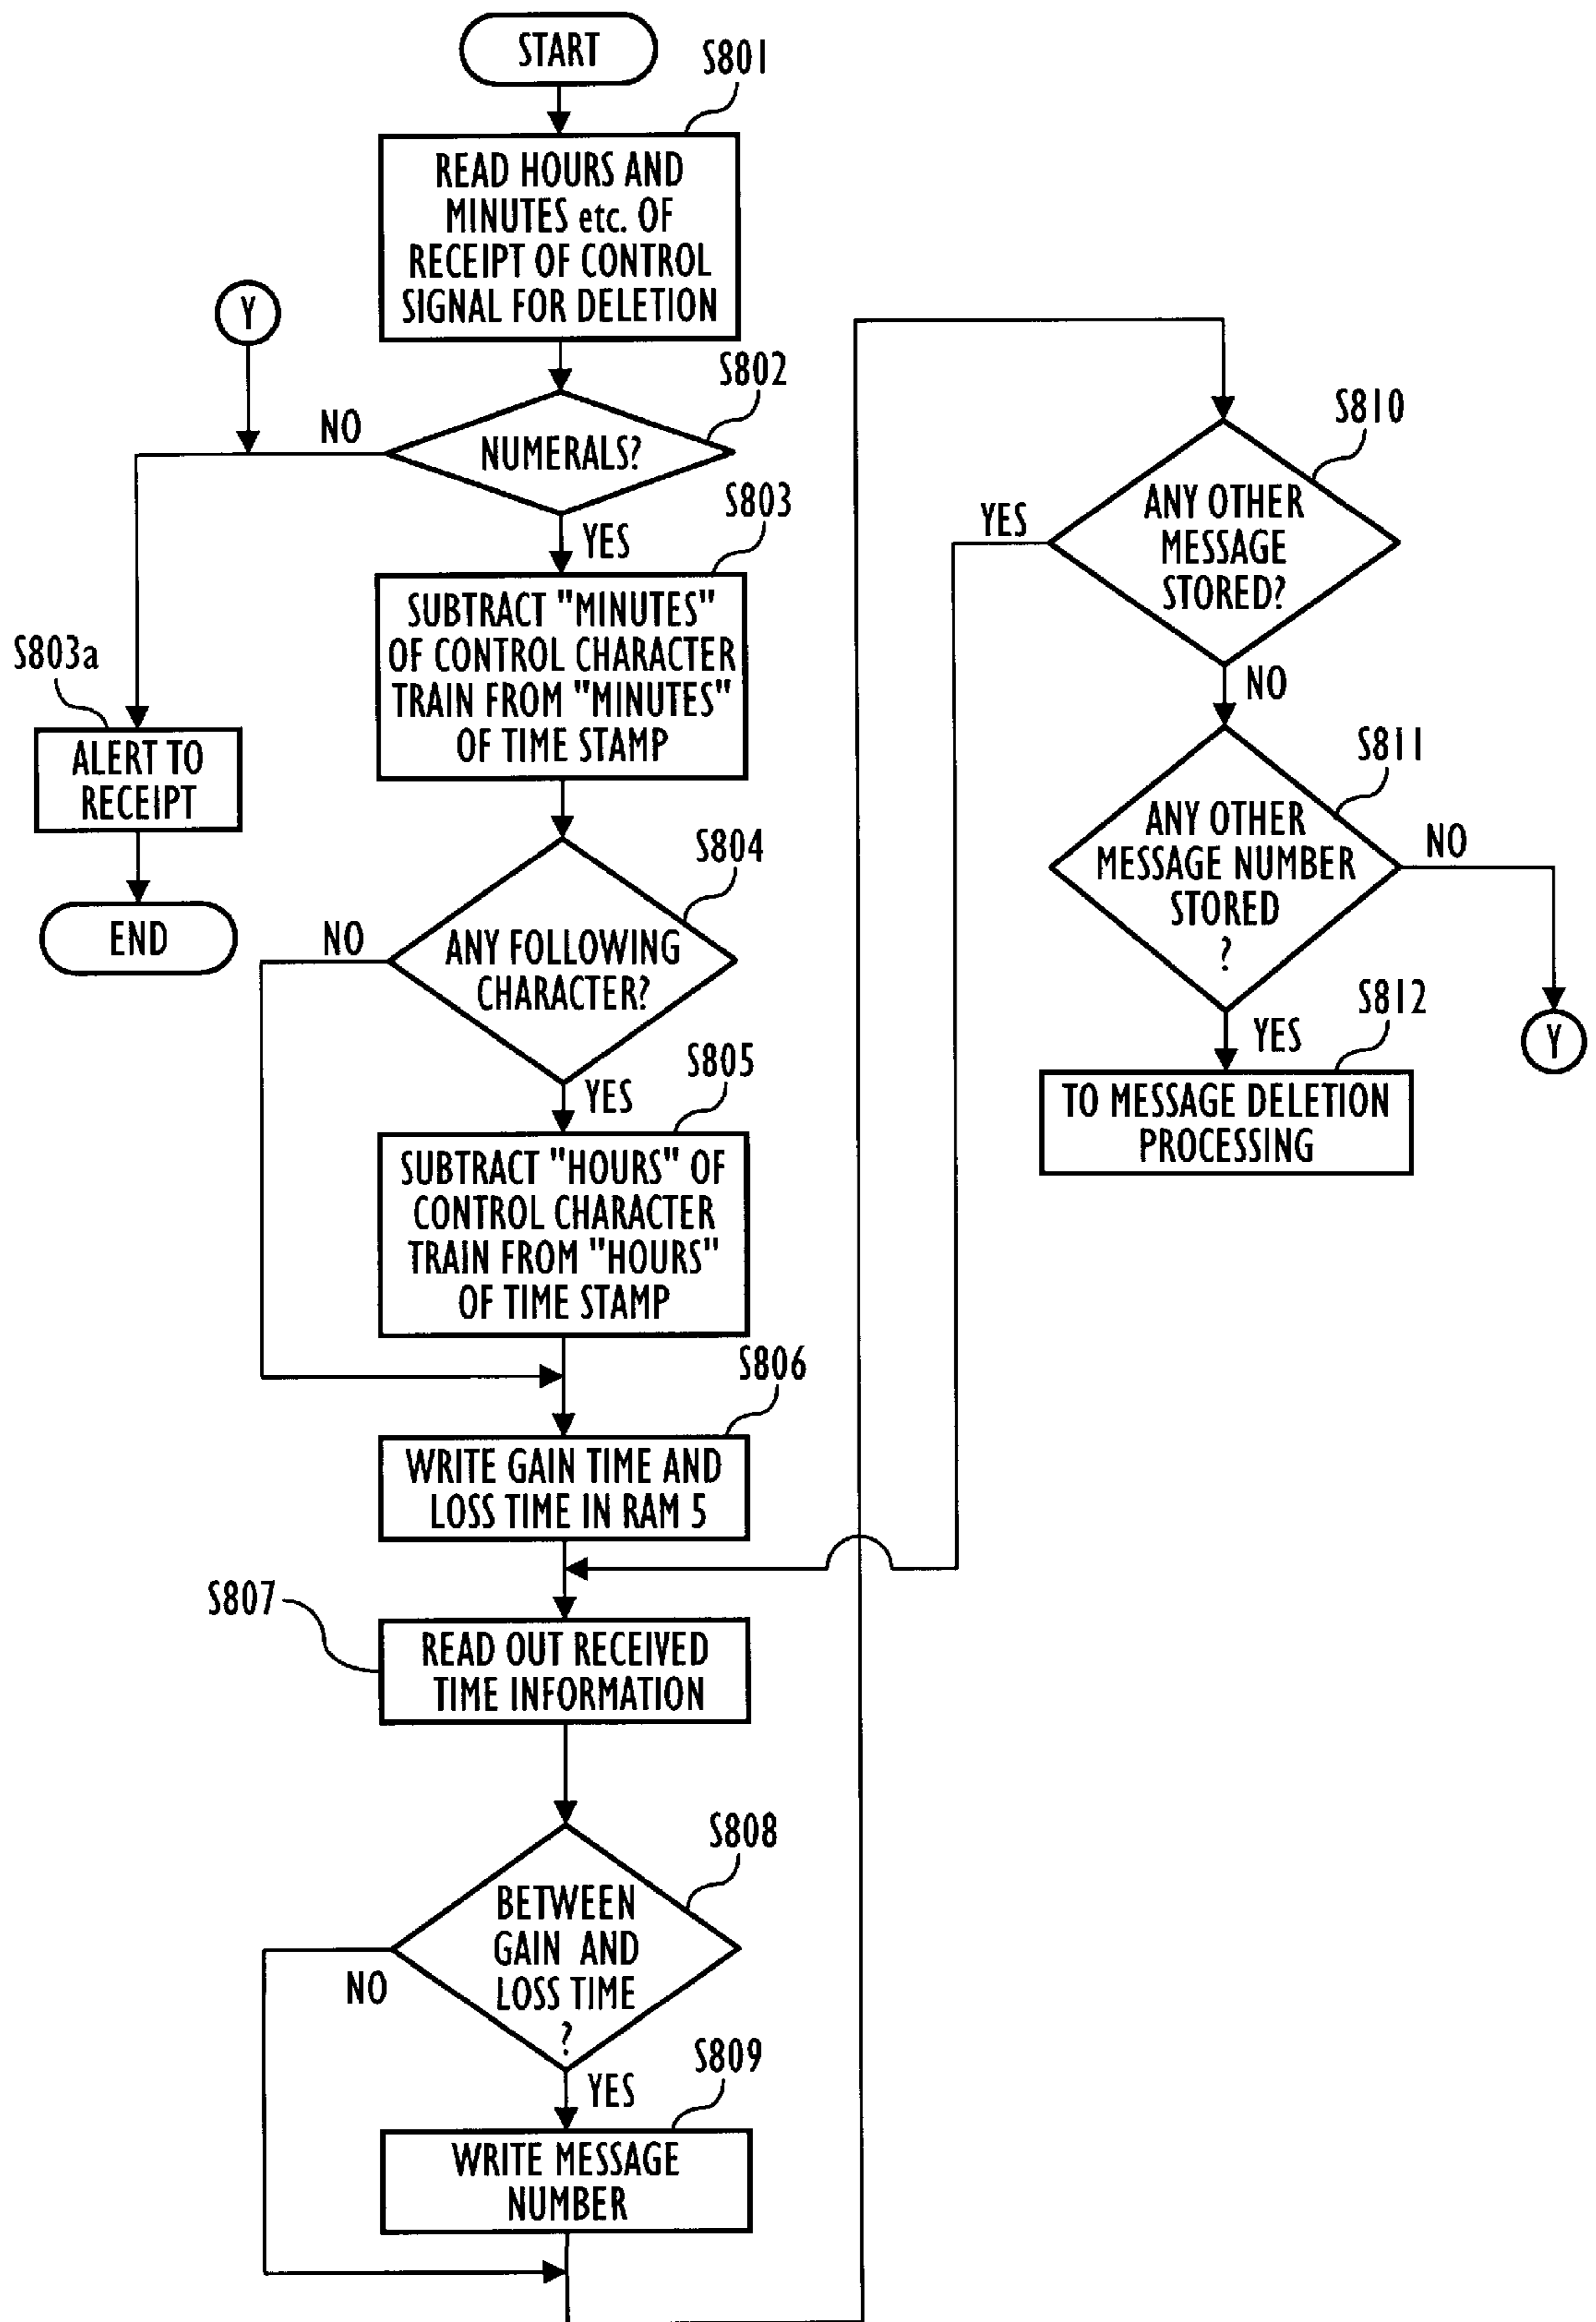 START
S801
READ HOURS AND
MINUTES etc. OF
RECEIPT OF CONTROL
SIGNAL FOR DELETION
Y
S802
NO
NUMERALS?
YES
S803
SUBTRACT "MINUTES"
OF CONTROL CHARACTER
TRAIN FROM "MINUTES"
OF TIME STAMP
S803a
ALERT TO
RECEIPT
END
S804
NO
ANY FOLLOWING
CHARACTER?
YES
S805
SUBTRACT "HOURS" OF
CONTROL CHARACTER
TRAIN FROM "HOURS"
OF TIME STAMP
S806
WRITE GAIN TIME AND
LOSS TIME IN RAM 5
S807
READ OUT RECEIVED
TIME INFORMATION
S808
BETWEEN
GAIN AND
LOSS TIME
?
NO
YES
S809
WRITE MESSAGE
NUMBER
S810
YES
ANY OTHER
MESSAGE
STORED?
NO
S811
ANY OTHER
MESSAGE NUMBER
STORED
?
NO
YES
S812
Y
TO MESSAGE DELETION
PROCESSING